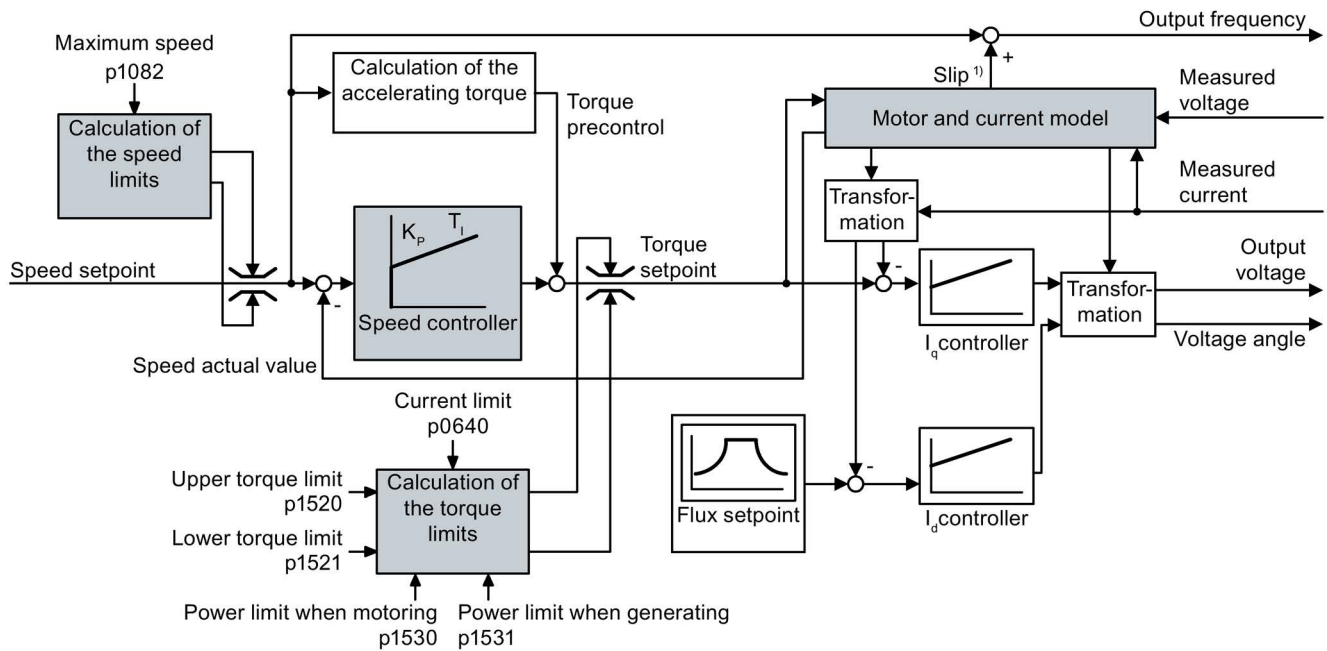 Output frequency
Maximum speed
p1082
Calculation of the
accelerating torque
Slip 1)
+
Measured
voltage
Torque
precontrol
Motor and current model
Calculation of
the speed
limits
Measured
current
Transfor-
mation
Kₚ
Tᵢ
Torque
setpoint
Output
voltage
Speed setpoint
-
-
Transfor-
mation
Speed controller
I_q controller
Voltage angle
Speed actual value
Current limit
p0640
-
Upper torque limit
p1520
Calculation of
the torque
limits
Flux setpoint
I_d controller
Lower torque limit
p1521
Power limit when motoring
p1530
Power limit when generating
p1531